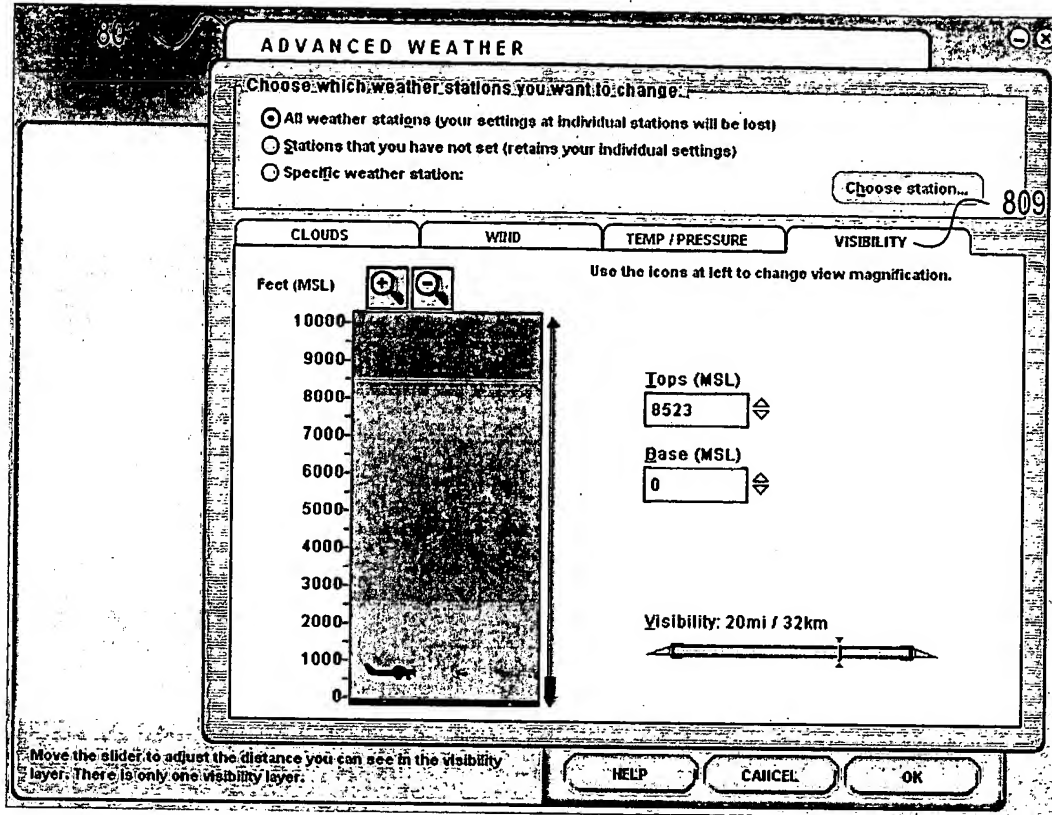 80
ADVANCED WEATHER
Choose which weather stations you want to change:
All weather stations (your settings at individual stations will be lost)
Stations that you have not set (retains your individual settings)
Specific weather station:
Choose station...
809
CLOUDS
WIND
TEMP / PRESSURE
VISIBILITY
Use the icons at left to change view magnification.
Feet (MSL)
10000
9000
8000
7000
6000
5000
4000
3000
2000
1000
0
Tops (MSL)
8523
Base (MSL)
0
Visibility: 20mi / 32km
Move the slider to adjust the distance you can see in the visibility
layer. There is only one visibility layer.
HELP
CANCEL
OK